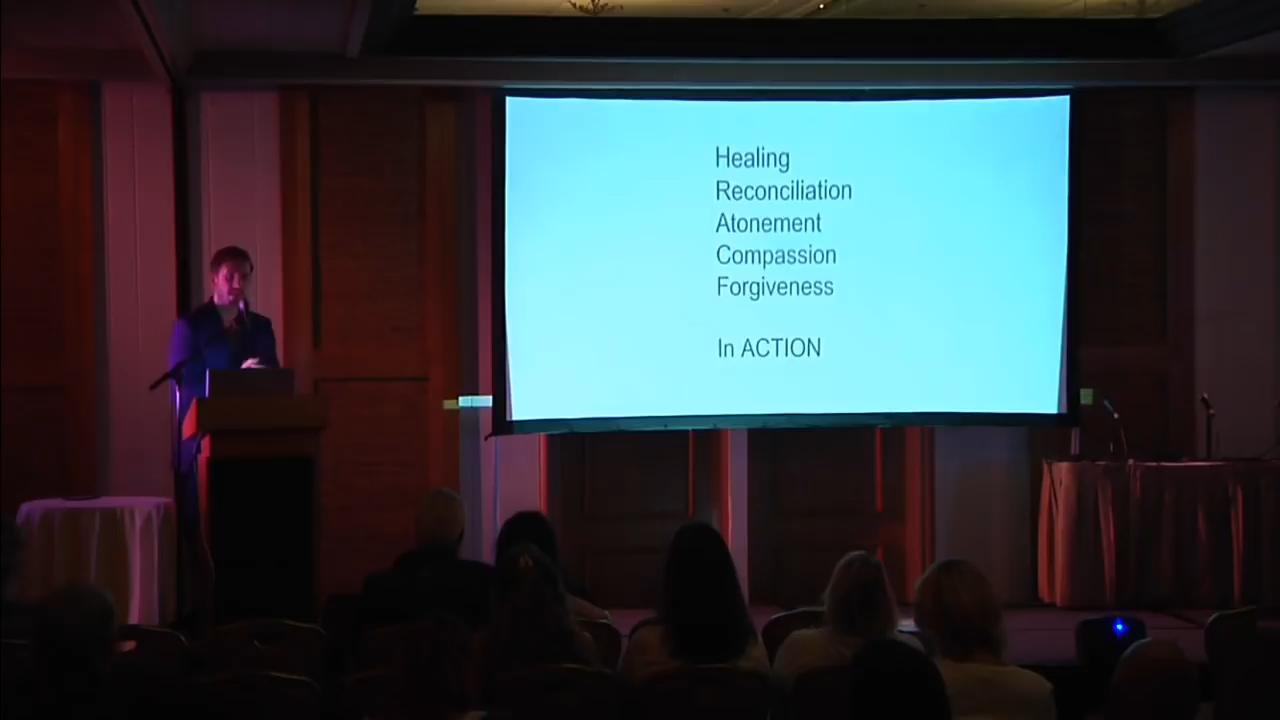 Healing
Reconciliation
Atonement
Compassion
Forgiveness
In ACTION